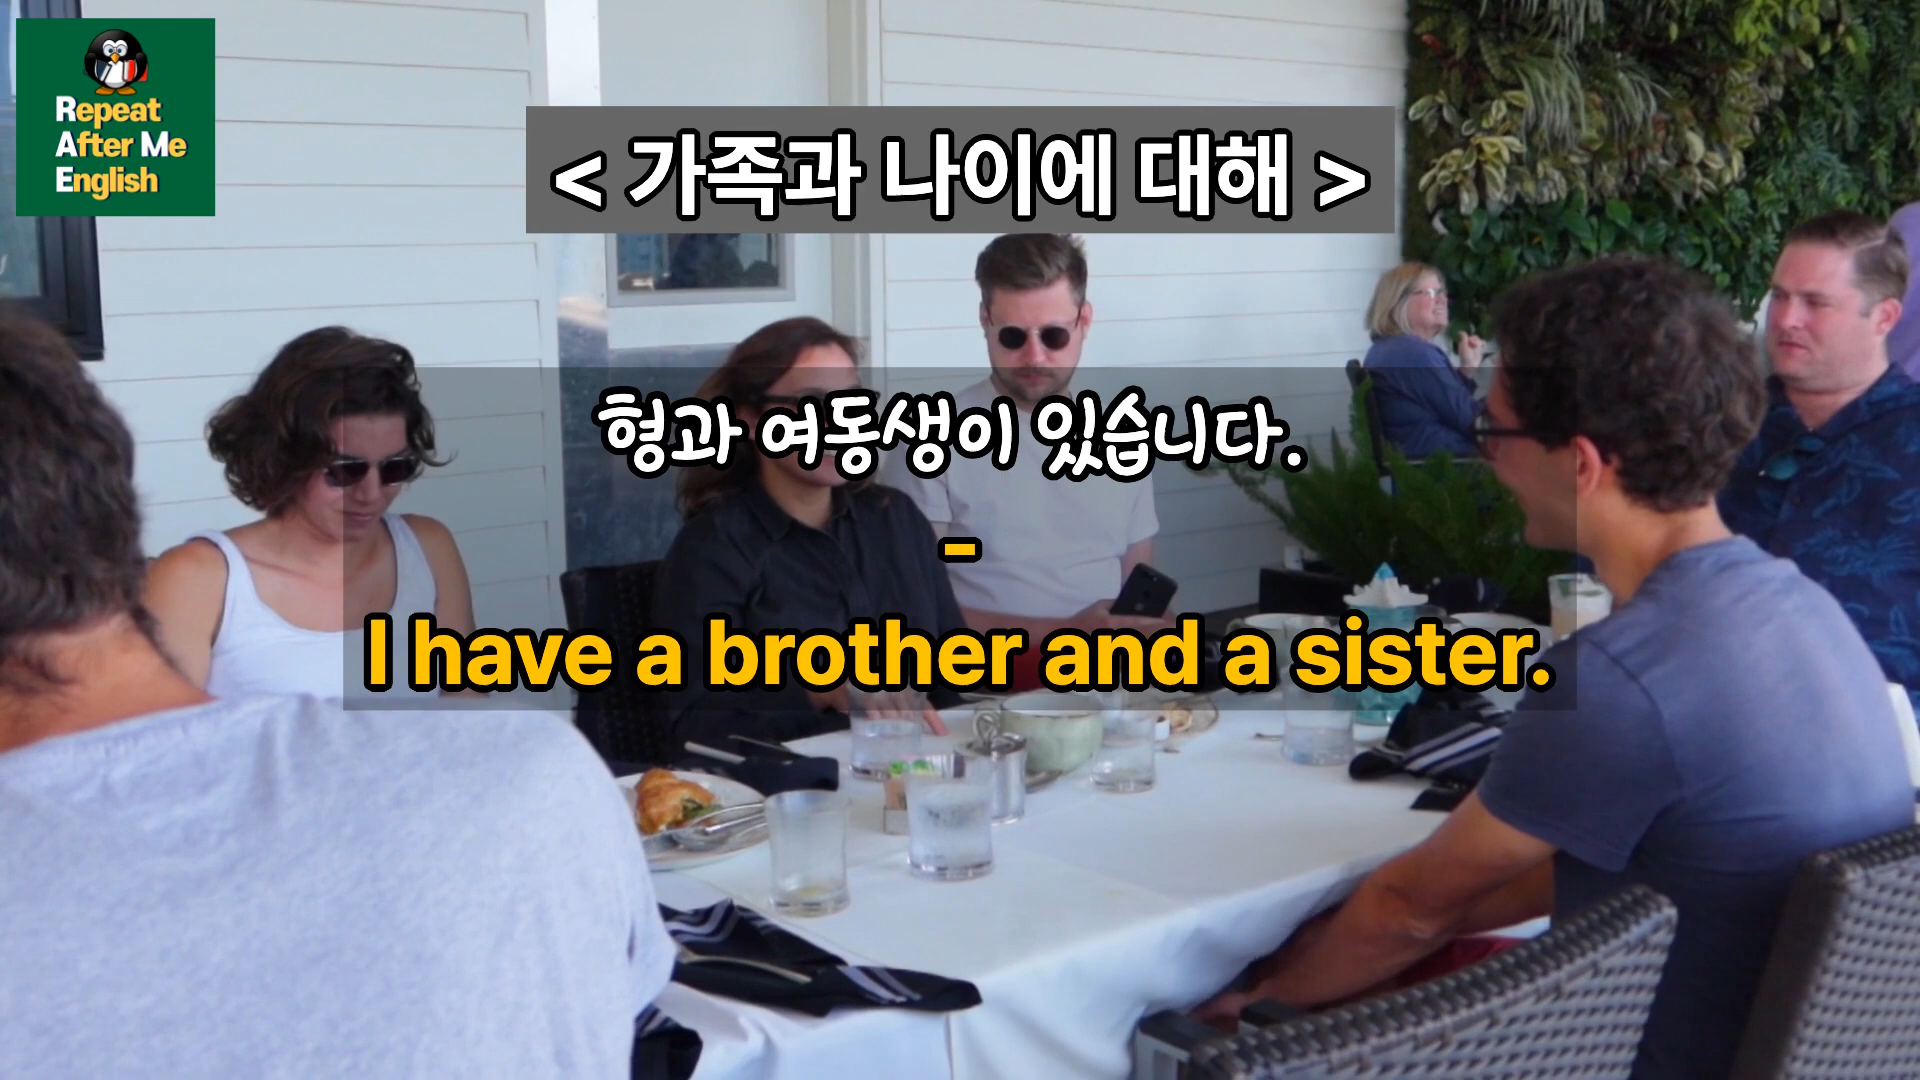 Repeat
After Me
English
< 가족과 나이에 대해 >
형과 여동생이 있습니다.
-
I have a brother and a sister.